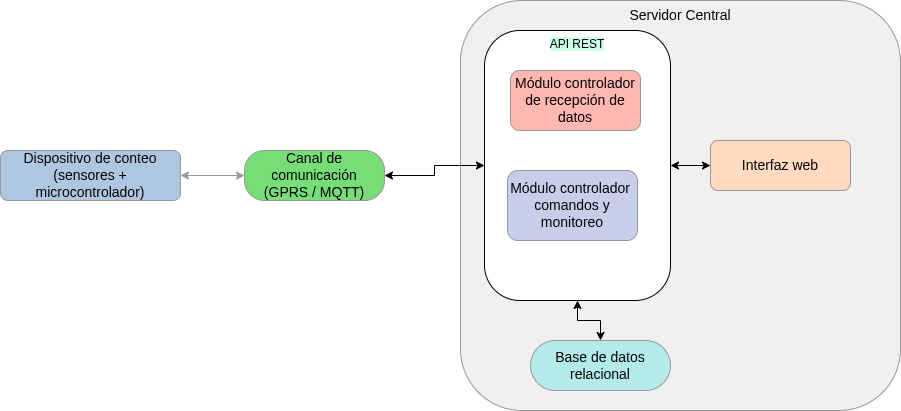 Servidor Central
API REST
Módulo controlador
de recepción de
datos
Dispositivo de conteo
(sensores +
microcontrolador)
Canal de
comunicación
(GPRS / MQTT)
Módulo controlador
comandos y
monitoreo
Interfaz web
Base de datos
relacional